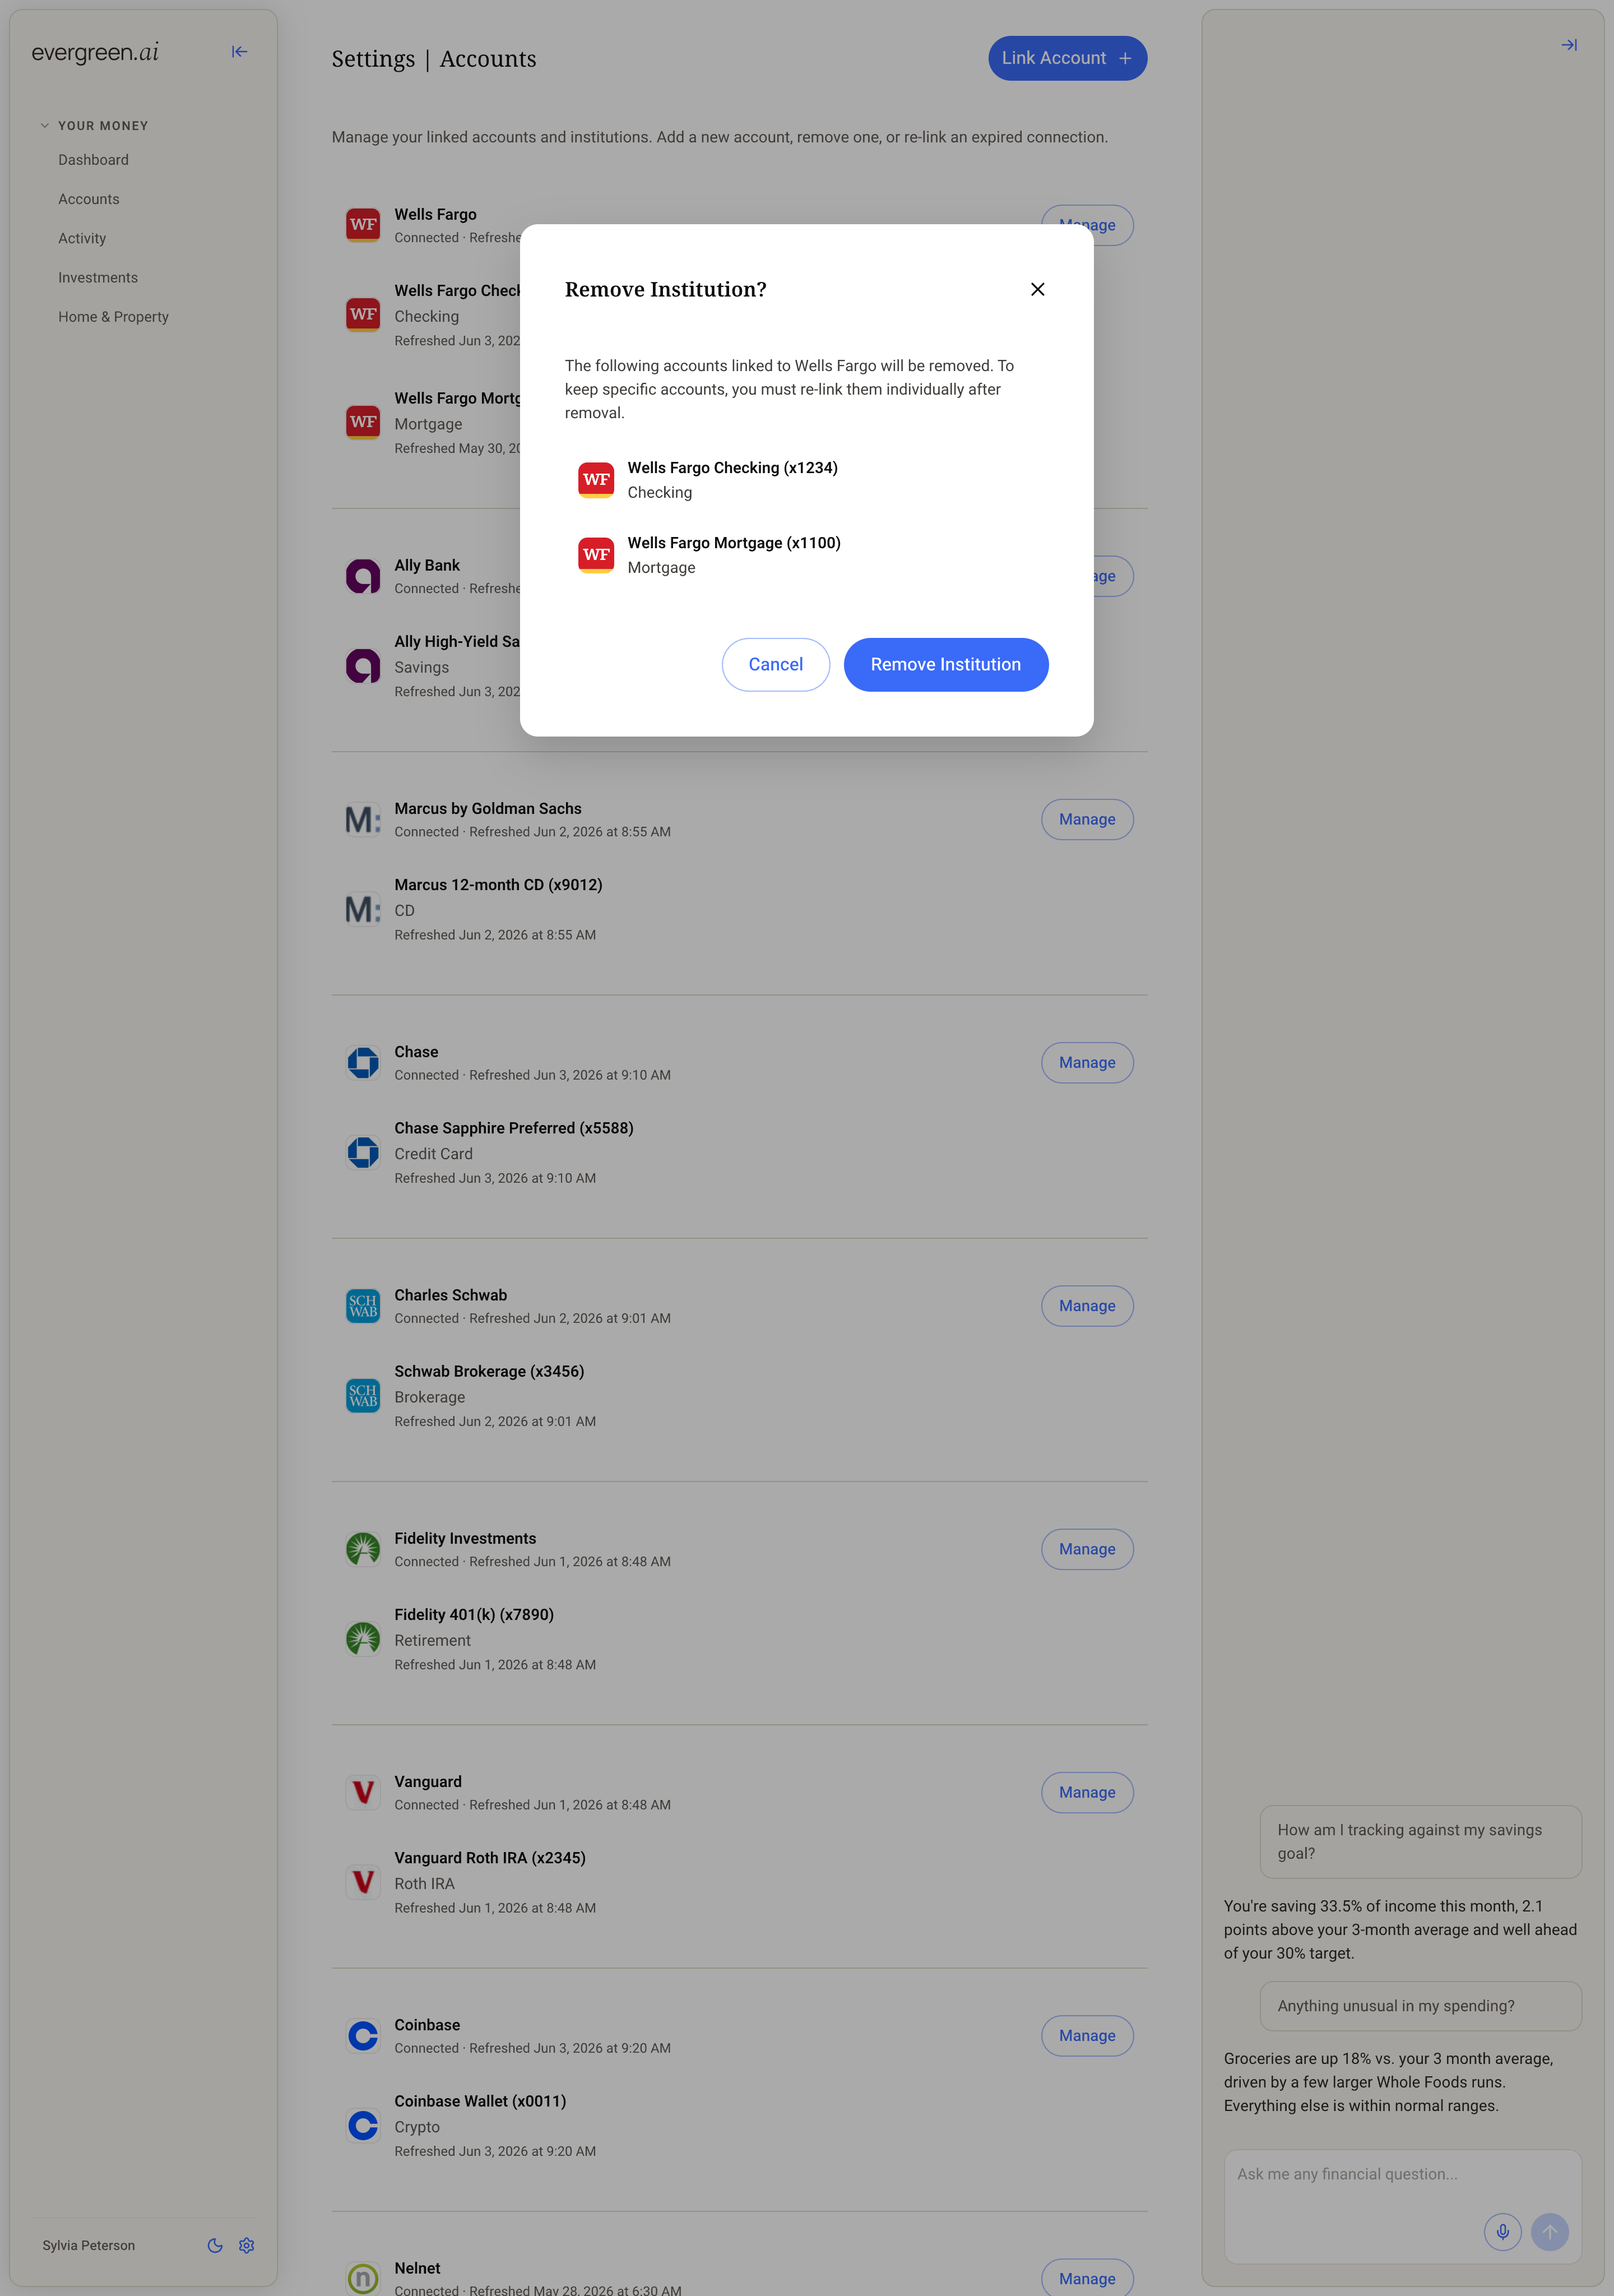 evergreen.ai
YOUR MONEY
Dashboard
Accounts
Activity
Investments
Home & Property
Sylvia Peterson
Settings | Accounts
Link Account
Manage your linked accounts and institutions. Add a new account, remove one, or re-link an expired connection.
WF
Wells Fargo
Connected · Refreshe
Manage
WF
Wells Fargo Check
Checking
Refreshed Jun 3, 202
WF
Wells Fargo Mortg
Mortgage
Refreshed May 30, 20
Remove Institution?
The following accounts linked to Wells Fargo will be removed. To
keep specific accounts, you must re-link them individually after
removal.
WF
Wells Fargo Checking (x1234)
Checking
WF
Wells Fargo Mortgage (x1100)
Mortgage
Cancel
Remove Institution
Ally Bank
Connected · Refreshe
age
Ally High-Yield Sa
Savings
Refreshed Jun 3, 202
M:
Marcus by Goldman Sachs
Connected · Refreshed Jun 2, 2026 at 8:55 AM
Manage
M:
Marcus 12-month CD (x9012)
CD
Refreshed Jun 2, 2026 at 8:55 AM
Chase
Connected · Refreshed Jun 3, 2026 at 9:10 AM
Manage
Chase Sapphire Preferred (x5588)
Credit Card
Refreshed Jun 3, 2026 at 9:10 AM
SCH
WAB
Charles Schwab
Connected · Refreshed Jun 2, 2026 at 9:01 AM
Manage
SCH
WAB
Schwab Brokerage (x3456)
Brokerage
Refreshed Jun 2, 2026 at 9:01 AM
Fidelity Investments
Connected · Refreshed Jun 1, 2026 at 8:48 AM
Manage
Fidelity 401(k) (x7890)
Retirement
Refreshed Jun 1, 2026 at 8:48 AM
V
Vanguard
Connected · Refreshed Jun 1, 2026 at 8:48 AM
Manage
V
Vanguard Roth IRA (x2345)
Roth IRA
Refreshed Jun 1, 2026 at 8:48 AM
Coinbase
Connected · Refreshed Jun 3, 2026 at 9:20 AM
Manage
Coinbase Wallet (x0011)
Crypto
Refreshed Jun 3, 2026 at 9:20 AM
n
Nelnet
Connected · Refreshed May 28, 2026 at 6:30 AM
Manage
How am I tracking against my savings
goal?
You're saving 33.5% of income this month, 2.1
points above your 3-month average and well ahead
of your 30% target.
Anything unusual in my spending?
Groceries are up 18% vs. your 3 month average,
driven by a few larger Whole Foods runs.
Everything else is within normal ranges.
Ask me any financial question...